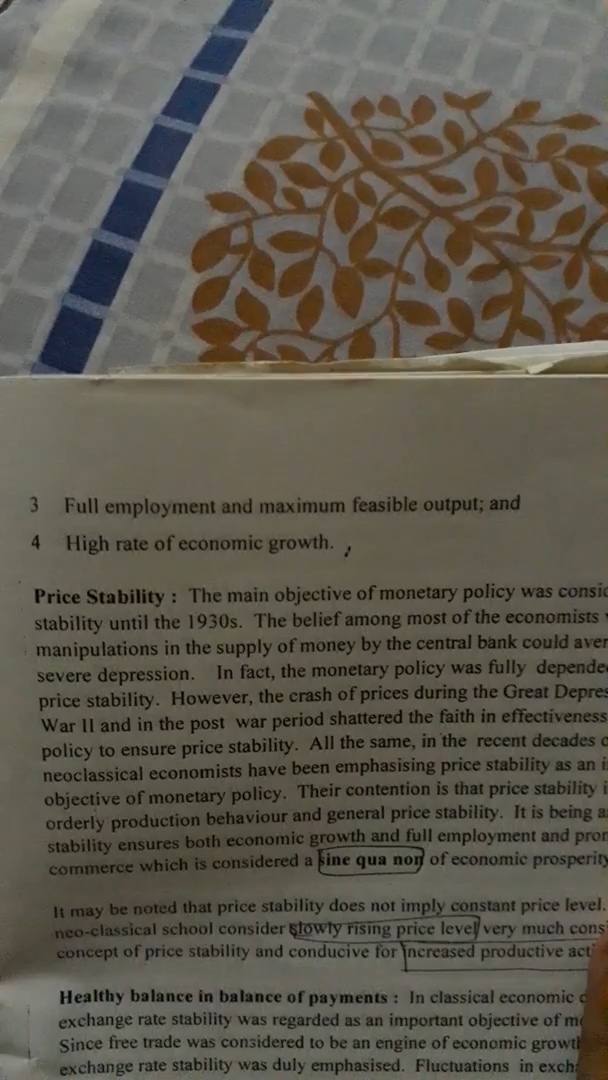 3 Full employment and maximum feasible output; and
4 High rate of economic growth.
Price Stability : The main objective of monetary policy was
stability until the 1930s. The belief among most of the economists
manipulations in the supply of money by the central bank could
severe depression. In fact, the monetary policy was fully
price stability. However, the crash of prices during the Great
War II and in the post war period shattered the faith in effectiveness
policy to ensure price stability. All the same, in the recent decades
neoclassical economists have been emphasising price stability as an
objective of monetary policy. Their contention is that price stability
orderly production behaviour and general price stability. It is being
stability ensures both economic growth and full employment and
commerce which is considered a sine qua non of economic prosperity
It may be noted that price stability does not imply constant price level.
neo-classical school consider slowly rising price level very much
concept of price stability and conducive for increased productive
Healthy balance in balance of payments : In classical economic
exchange rate stability was regarded as an important objective of
Since free trade was considered to be an engine of economic
exchange rate stability was duly emphasised. Fluctuations in